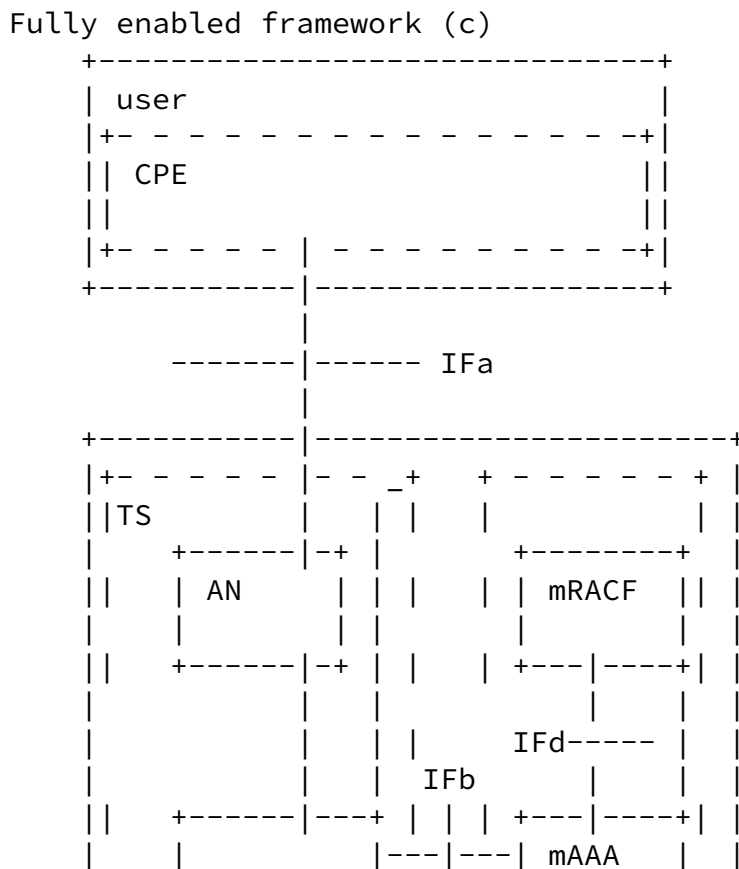 Fully enabled framework (c)
     +-------------------------------+
     | user                          |
     |+- - - - - - - - - - - - - - -+|
     || CPE                         ||
     ||                             ||
     |+- - - - - | - - - - - - - - -+|
     +-----------|-------------------+
                 |
          -------|------ IFa
                 |
     +-----------|-----------------------+
     |+- - - - - |- - _+   + - - - - - + |
     ||TS        |   | |   |           | |
     |    +------|-+ |       +--------+  |
     ||   | AN     | | |   | | mRACF  || |
     |    |        | |       |        |  |
     ||   +------|-+ | |   | +---|----+| |
     |           |   |           |    |  |
     |           |   | |     IFd-----  | |
     |           |   |  IFb      |    |  |
     ||   +------|---+ | | | +---|----+| |
     |    |          |---|---| mAAA   |  |